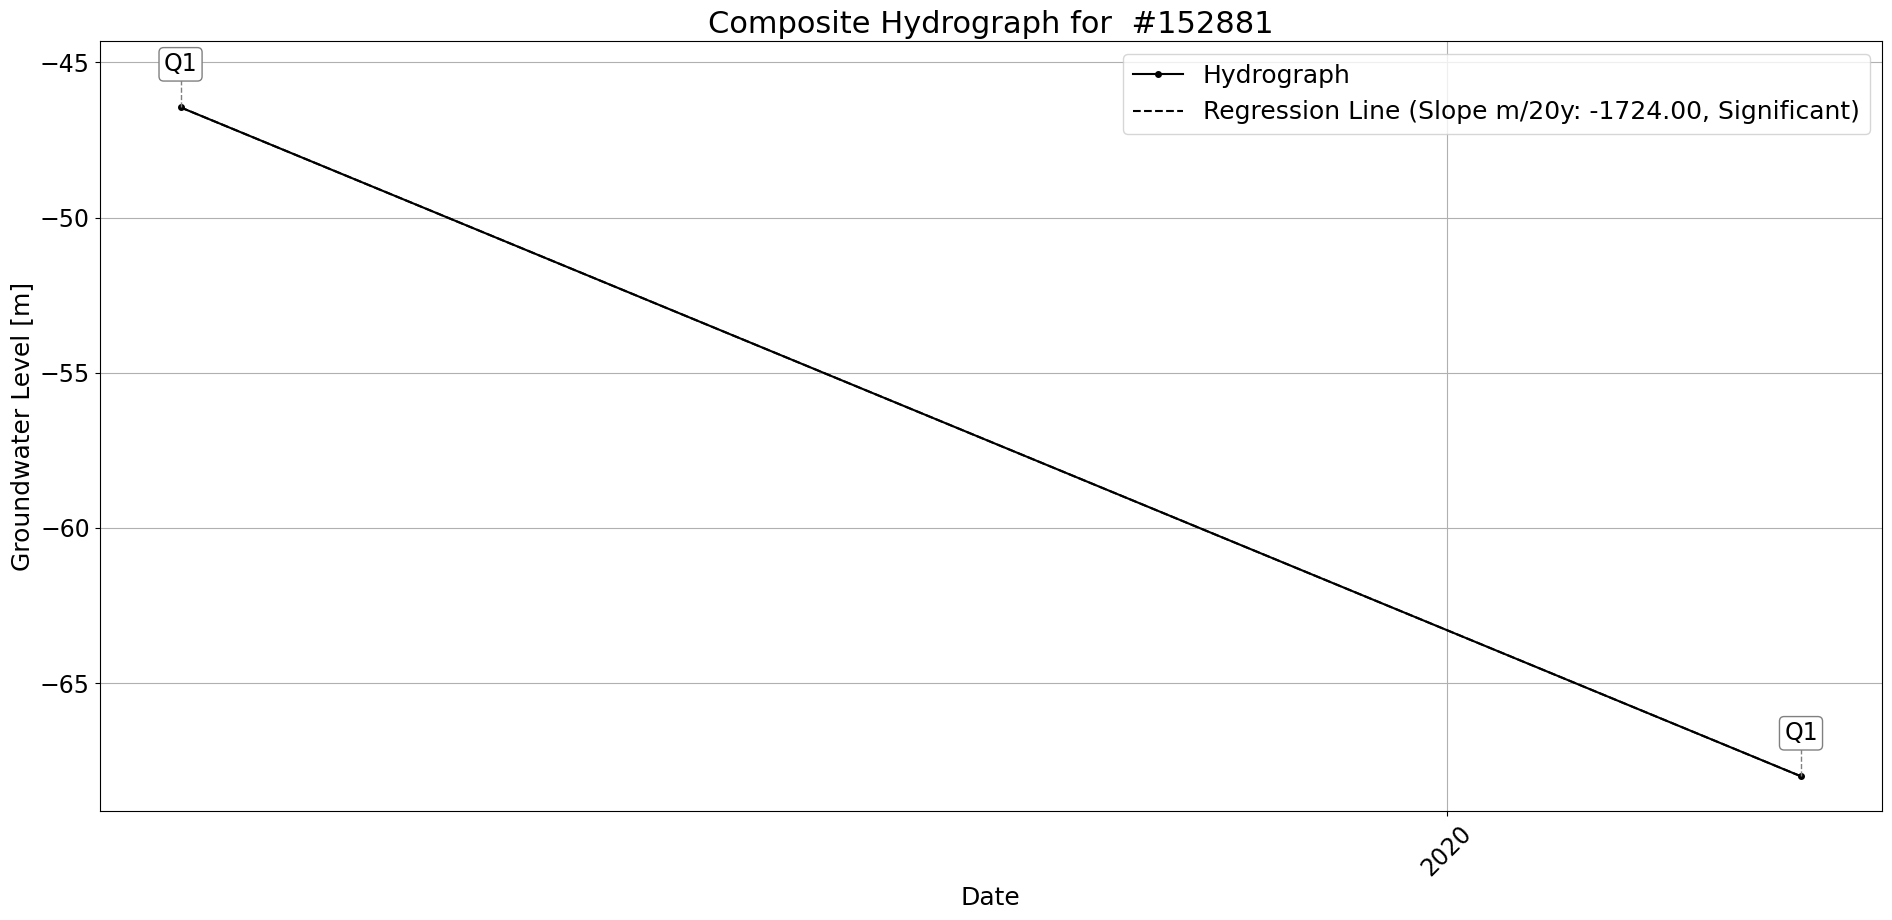 Composite Hydrograph for  #152881
Hydrograph
Regression Line (Slope m/20y: -1724.00, Significant)
Q1
Q1
Groundwater Level [m]
−45
−50
−55
−60
−65
2020
Date